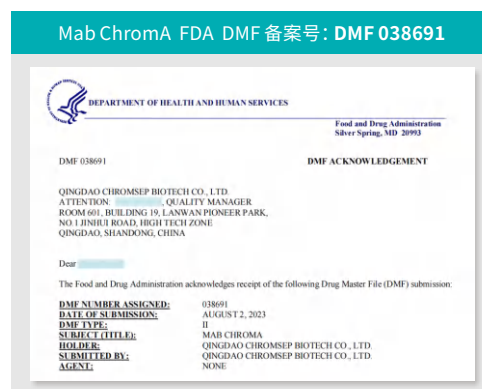 Mab ChromA FDA DMF 备案号：DMF 038691
DEPARTMENT OF HEALTH AND HUMAN SERVICES
Food and Drug Administration
Silver Spring, MD 20993
DMF 038691
DMF ACKNOWLEDGEMENT
QINGDAO CHROMSEP BIOTECH CO., LTD.
ATTENTION: , QUALITY MANAGER
ROOM 601, BUILDING 19, LANWAN PIONEER PARK,
NO.1 JINHUI ROAD, HIGH TECH ZONE
QINGDAO, SHANDONG, CHINA
Dear
The Food and Drug Administration acknowledges receipt of the following Drug Master File (DMF) submission:
DMF NUMBER ASSIGNED: 038691
DATE OF SUBMISSION: AUGUST 2, 2023
DMF TYPE: II
SUBJECT (TITLE): MAB CHROMA
HOLDER: QINGDAO CHROMSEP BIOTECH CO., LTD.
SUBMITTED BY: QINGDAO CHROMSEP BIOTECH CO., LTD.
AGENT: NONE